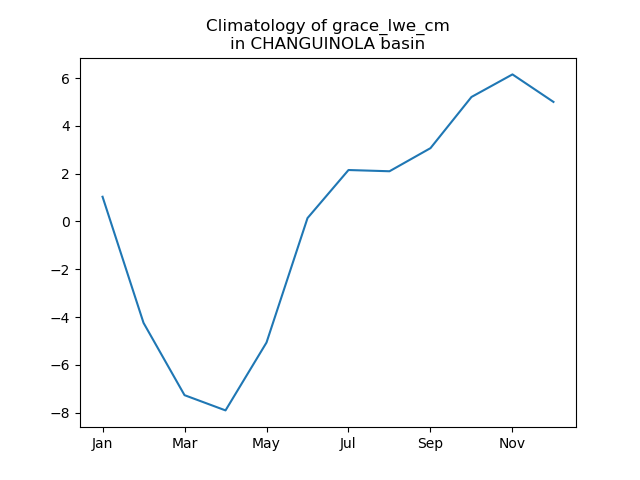 Climatology of grace_lwe_cm
in CHANGUINOLA basin
6
4
2
0
−2
−4
−6
−8
Jan Mar May Jul Sep Nov